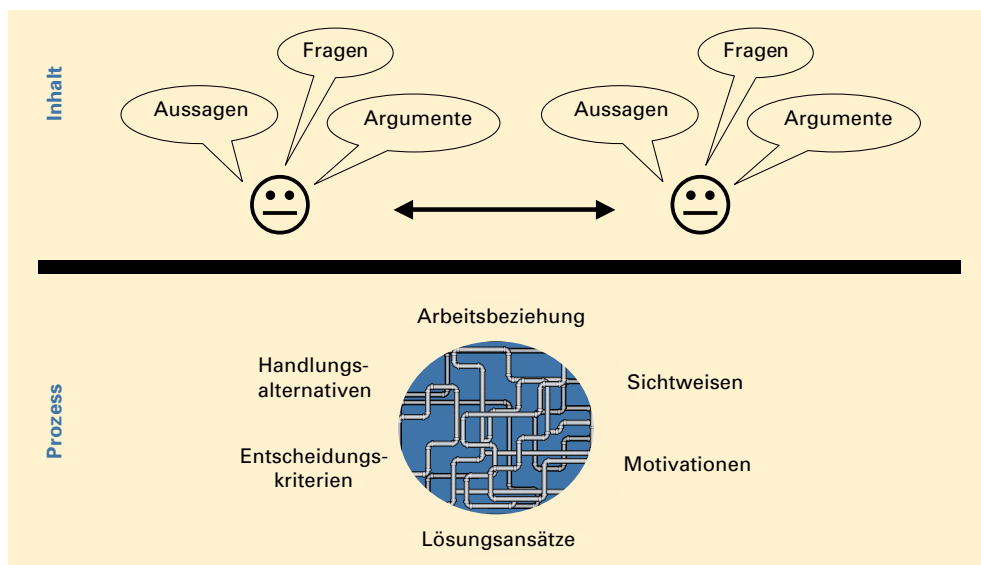 Inhalt
Fragen
Aussagen
Argumente
Fragen
Aussagen
Argumente
Prozess
Arbeitsbeziehung
Handlungs-
alternativen
Sichtweisen
Entscheidungs-
kriterien
Motivationen
Lösungsansätze